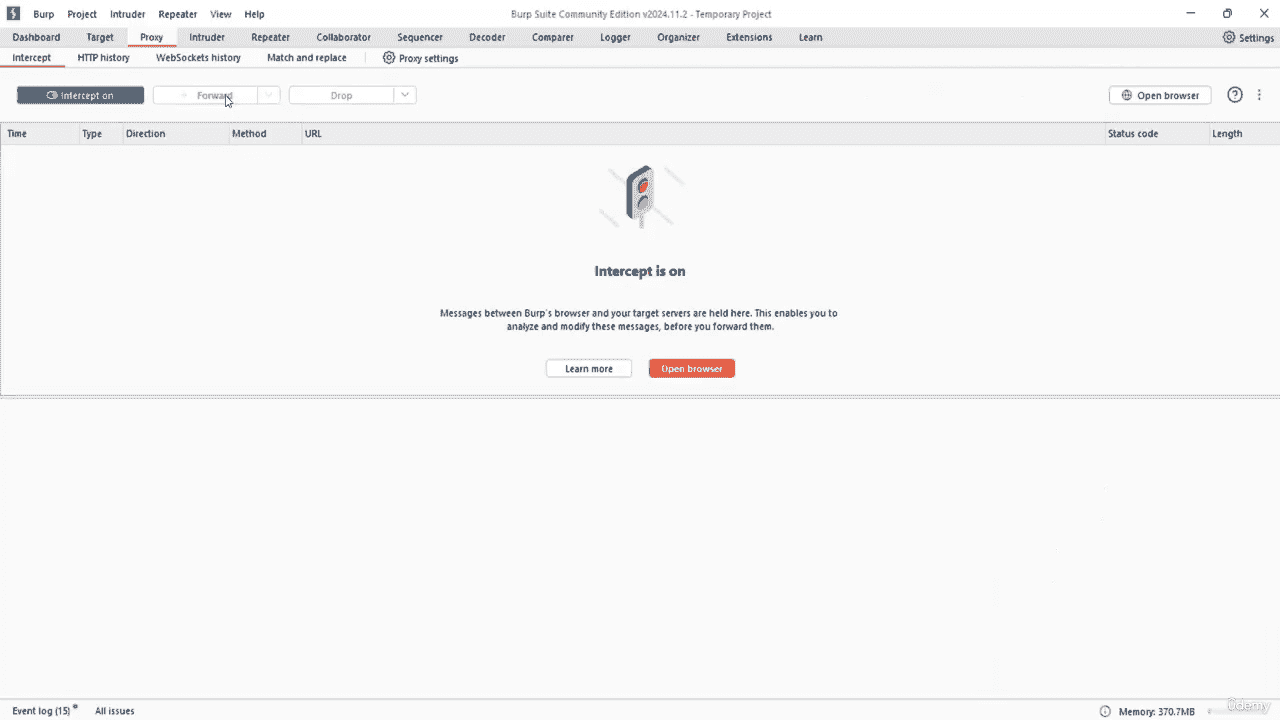 Burp Project Intruder Repeater View Help Burp Suite Community Edition v2024.11.2 - Temporary Project
Dashboard Target Proxy Intruder Repeater Collaborator Sequencer Decoder Comparer Logger Organizer Extensions Learn Settings
Intercept HTTP history WebSockets history Match and replace Proxy settings
Intercept on Forward Drop Open browser
Time Type Direction Method URL Status code Length
Intercept is on
Messages between Burp's browser and your target servers are held here. This enables you to
analyze and modify these messages, before you forward them.
Learn more Open browser
Event log (15) All issues Memory: 370.7MB
Udemy